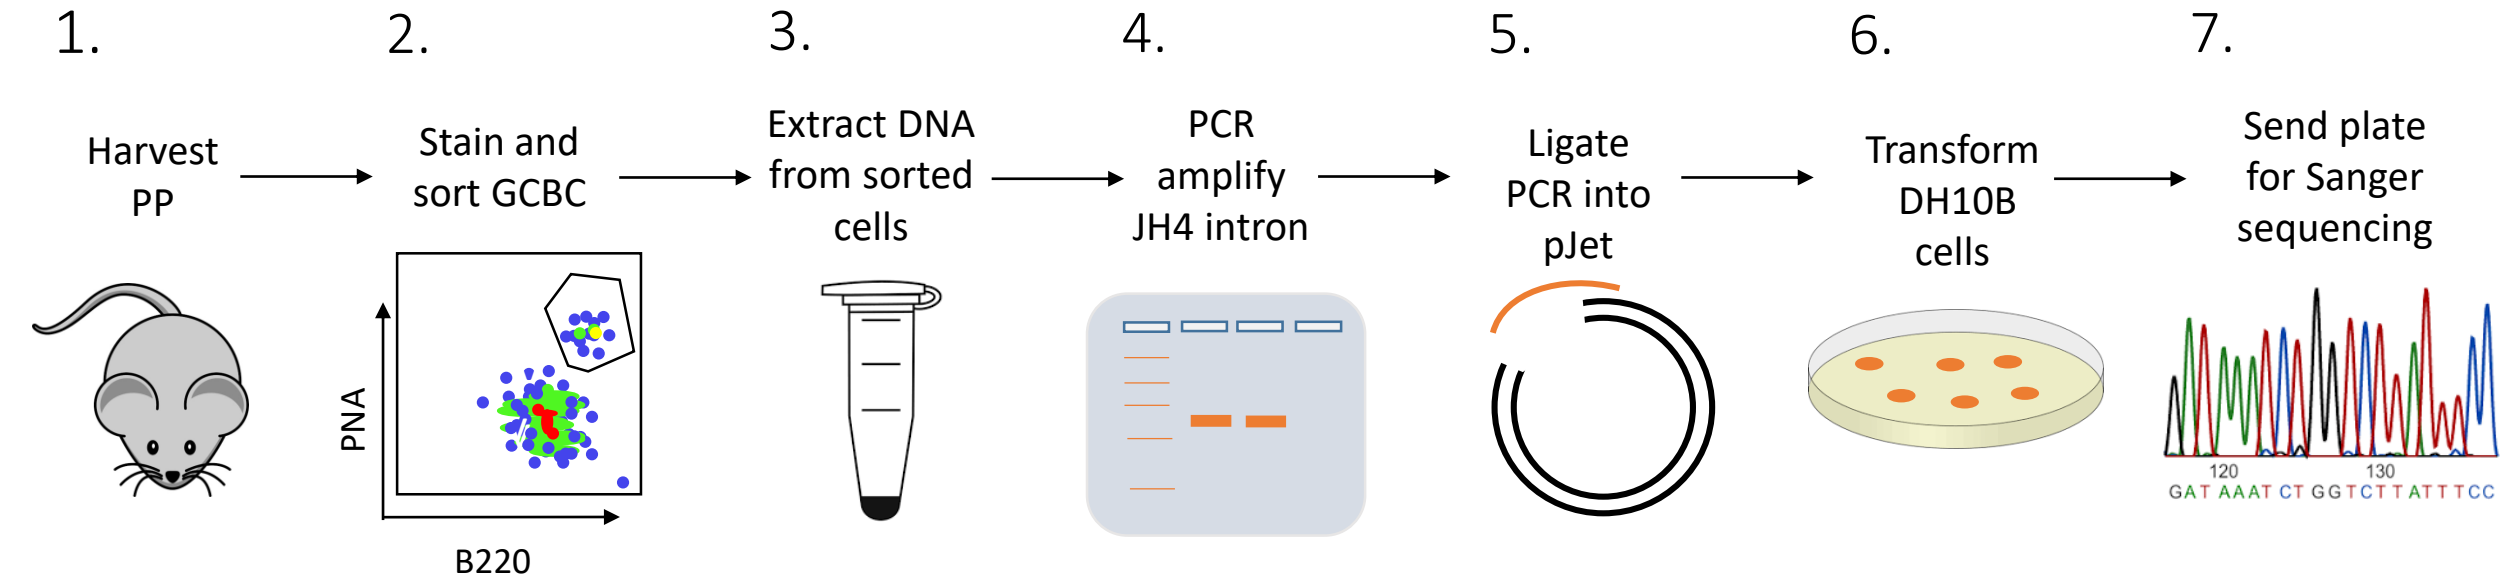 1.
Harvest
PP
2.
Stain and
sort GCBC
PNA
B220
3.
Extract DNA
from sorted
cells
4.
PCR
amplify
JH4 intron
5.
Ligate
PCR into
pJet
6.
Transform
DH10B
cells
7.
Send plate
for Sanger
sequencing
120 130
GAT AAATCT GGTCTTATTTCC